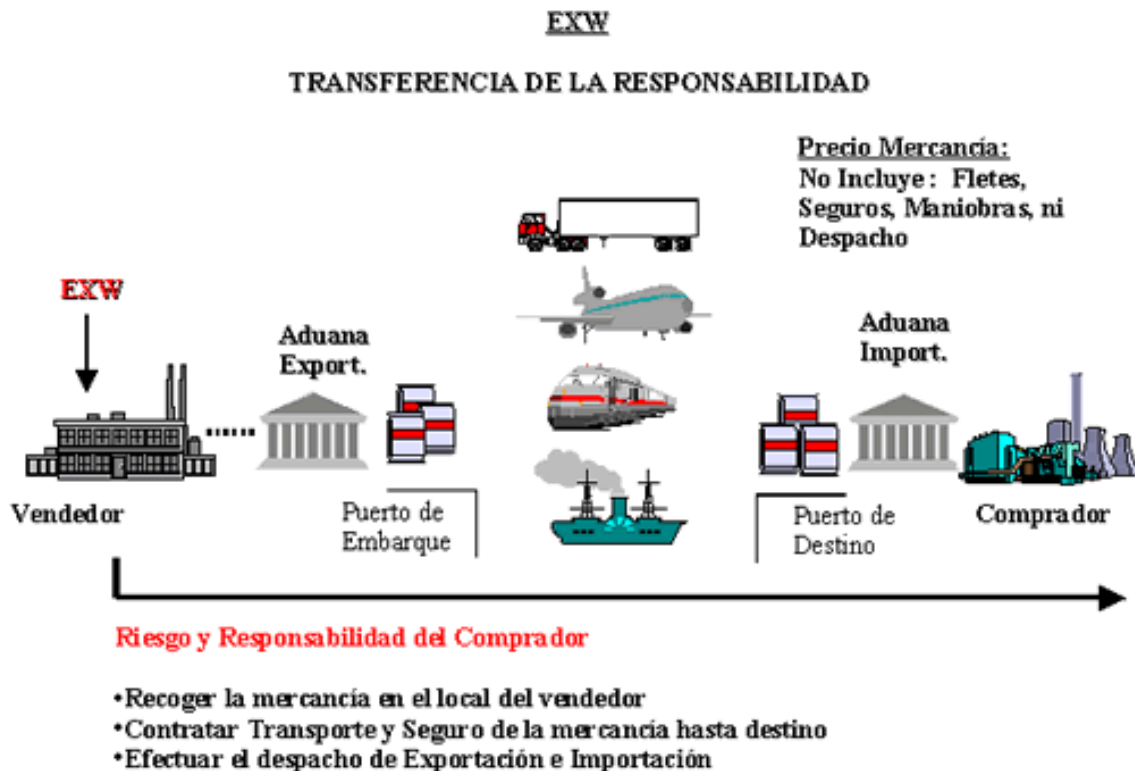 EXW
TRANSFERENCIA DE LA RESPONSABILIDAD
Precio Mercancía:
No Incluye : Fletes,
Seguros, Maniobras, ni
Despacho
EXW
Aduana
Export.
Aduana
Import.
Vendedor
Puerto de
Embarque
Puerto de
Destino
Comprador
Riesgo y Responsabilidad del Comprador
•Recoger la mercancía en el local del vendedor
•Contratar Transporte y Seguro de la mercancía hasta destino
•Efectuar el despacho de Exportación e Importación